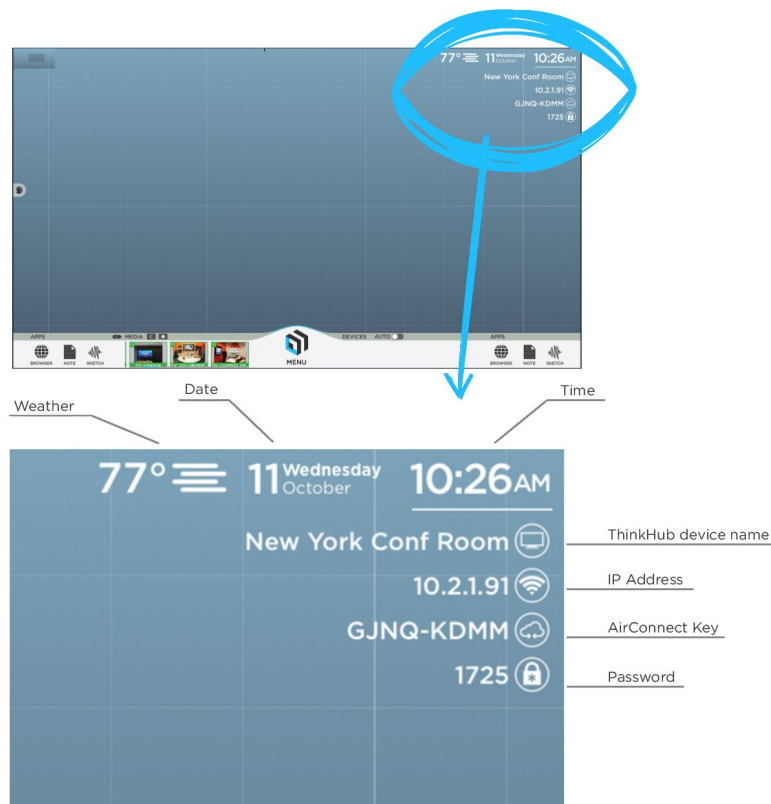 77° 11 Wednesday October 10:26AM
New York Conf Room
10.2.1.91
GJNQ-KDMM
1725
APPS MEDIA DEVICES AUTO APPS
BROWSER NOTE SKETCH MENU BROWSER NOTE SKETCH
Weather Date Time
77° 11 Wednesday October 10:26AM
New York Conf Room ThinkHub device name
10.2.1.91 IP Address
GJNQ-KDMM AirConnect Key
1725 Password